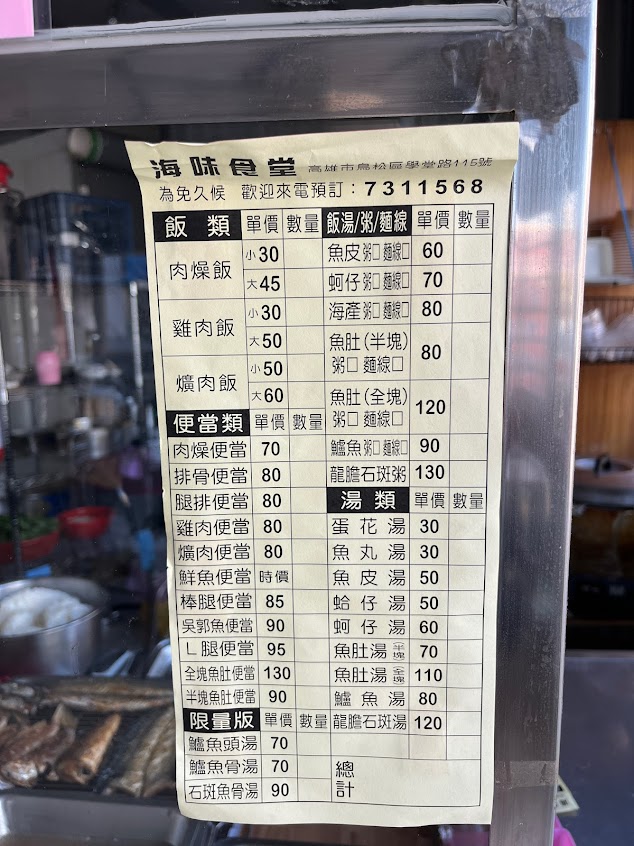 海味食堂 高雄市鳥松區學堂路115號
為免久候 歡迎來電預訂：7311568
飯類 單價 數量
肉燥飯 小30
大45
雞肉飯 小30
大50
爌肉飯 小50
大60
便當類 單價 數量
肉燥便當 70
排骨便當 80
腿排便當 80
雞肉便當 80
爌肉便當 80
鮮魚便當 時價
棒腿便當 85
吳郭魚便當 90
L腿便當 95
全塊魚肚便當 130
半塊魚肚便當 90
限量版 單價 數量
鱸魚頭湯 70
鱸魚骨湯 70
石斑魚骨湯 90
飯湯/粥/麵線 單價 數量
魚皮粥□ 麵線□ 60
蚵仔粥□ 麵線□ 70
海產粥□ 麵線□ 80
魚肚(半塊)
粥□ 麵線□ 80
魚肚(全塊)
粥□ 麵線□ 120
鱸魚粥□ 麵線□ 90
龍膽石斑粥 130
湯類 單價 數量
蛋花湯 30
魚丸湯 30
魚皮湯 50
蛤仔湯 50
蚵仔湯 60
魚肚湯 半塊 70
魚肚湯 全塊 110
鱸魚湯 80
龍膽石斑湯 120
總計